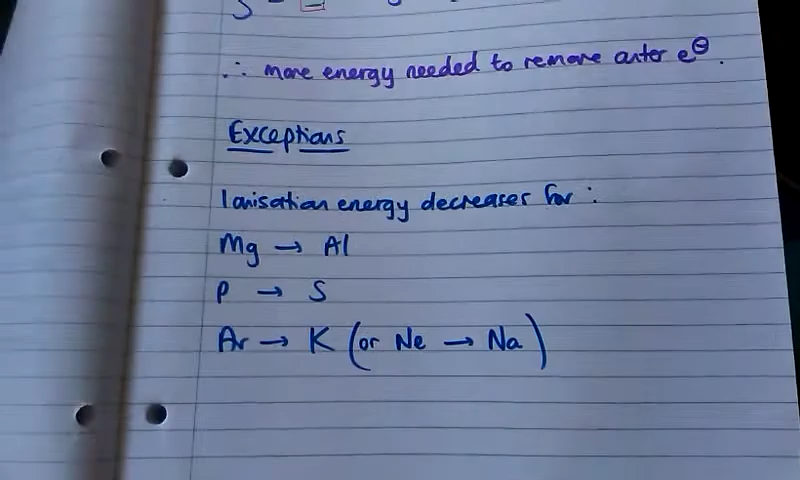 ∴ more energy needed to remove outer e⊖.
Exceptions
Ionisation energy decreases for :
Mg → Al
P → S
Ar → K (or Ne → Na)